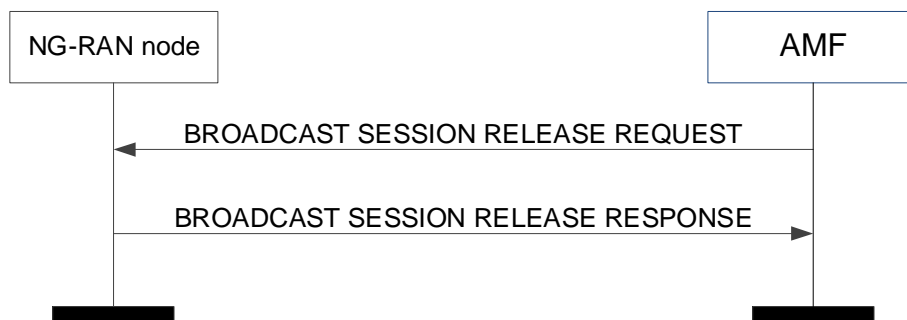 NG-RAN node
AMF
BROADCAST SESSION RELEASE REQUEST
BROADCAST SESSION RELEASE RESPONSE